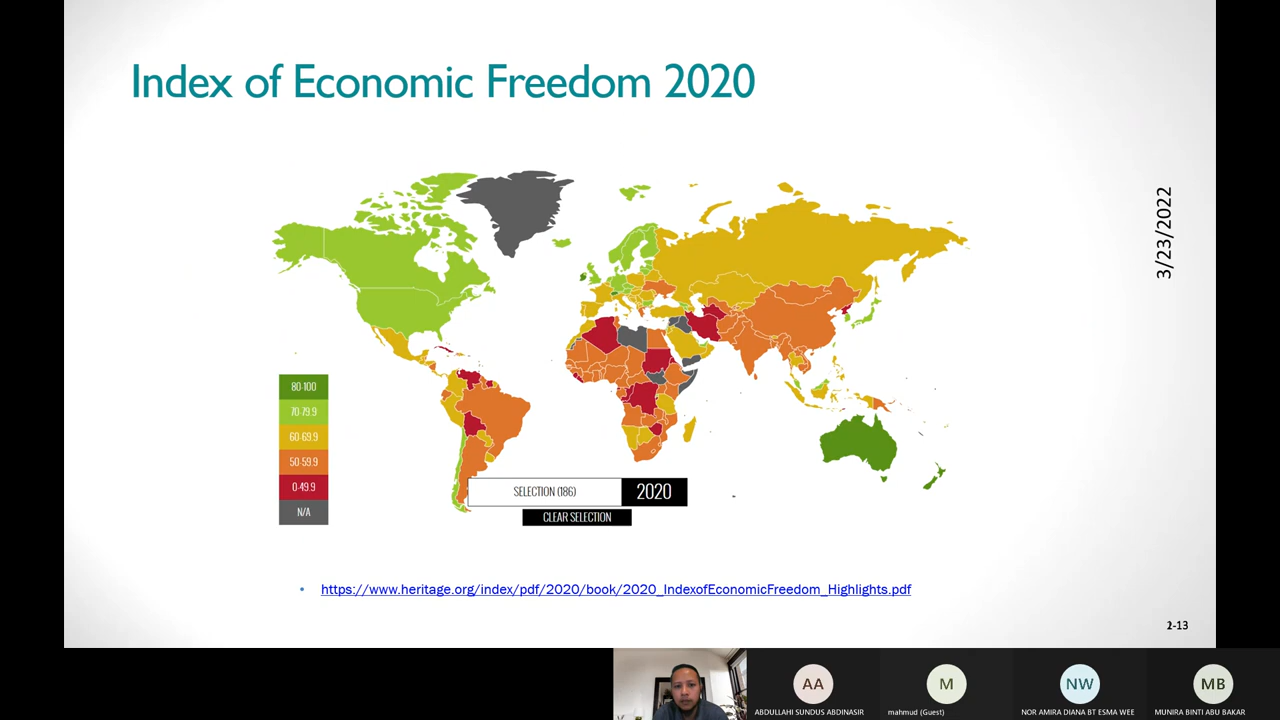 Index of Economic Freedom 2020
3/23/2022
80-100
70-79.9
60-69.9
50-59.9
0-49.9
N/A
SELECTION (186)
2020
CLEAR SELECTION
• https://www.heritage.org/index/pdf/2020/book/2020_IndexofEconomicFreedom_Highlights.pdf
2-13
AA
M
NW
MB
ABDULLAHI SUNDUS ABDINASIR
mahmud (Guest)
NOR AMIRA DIANA BT ESMA WEE
MUNIRA BINTI ABU BAKAR